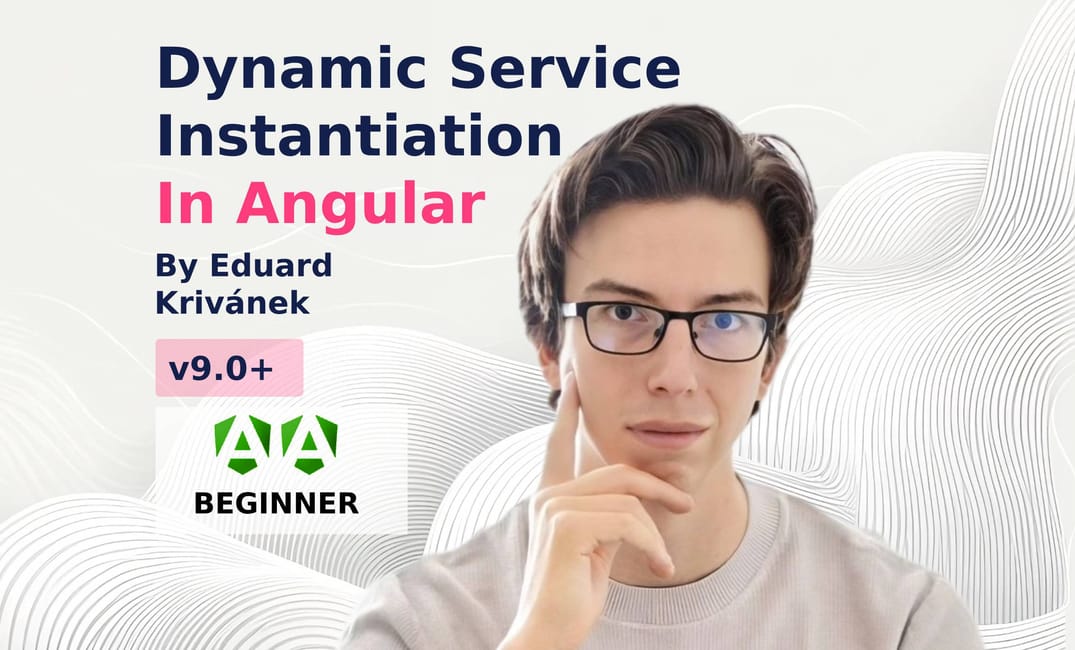 Dynamic Service
Instantiation
In Angular
By Eduard
Krivánek
v9.0+
BEGINNER